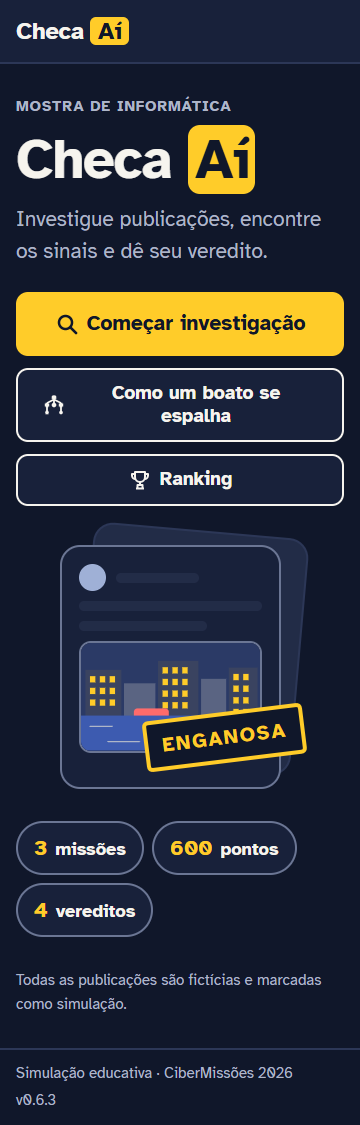 Checa Aí
MOSTRA DE INFORMÁTICA
Checa Aí
Investigue publicações, encontre
os sinais e dê seu veredito.
Começar investigação
Como um boato se
espalha
Ranking
ENGANOSA
3 missões
600 pontos
4 vereditos
Todas as publicações são fictícias e marcadas
como simulação.
Simulação educativa · CiberMissões 2026
v0.6.3